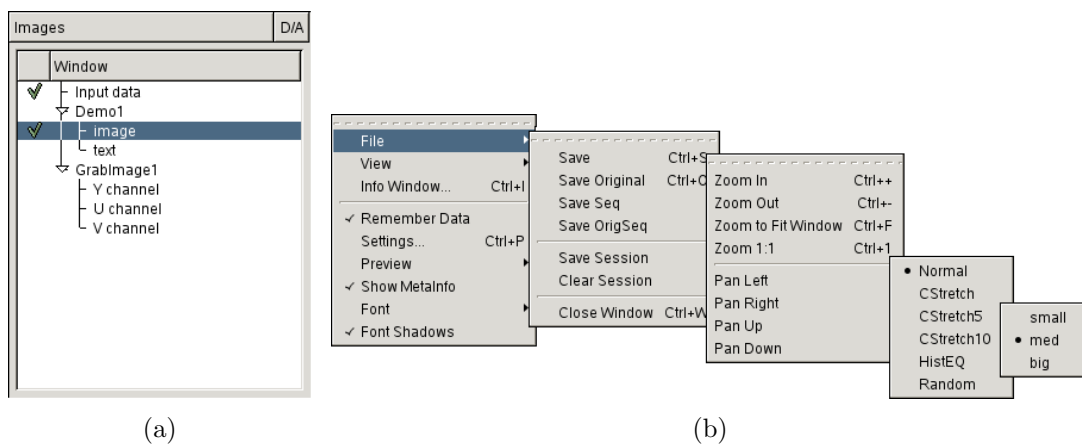 Images D/A
Window
Input data
Demo1
image
text
GrabImage1
Y channel
U channel
V channel
(a)
File
View
Info Window... Ctrl+I
Remember Data
Settings... Ctrl+P
Preview
Show MetaInfo
Font
Font Shadows
Save Ctrl+S
Save Original Ctrl+O
Save Seq
Save OrigSeq
Save Session
Clear Session
Close Window Ctrl+W
Zoom In Ctrl++
Zoom Out Ctrl+-
Zoom to Fit Window Ctrl+F
Zoom 1:1 Ctrl+1
Pan Left
Pan Right
Pan Up
Pan Down
Normal
CStretch
CStretch5
CStretch10
HistEQ
Random
small
med
big
(b)